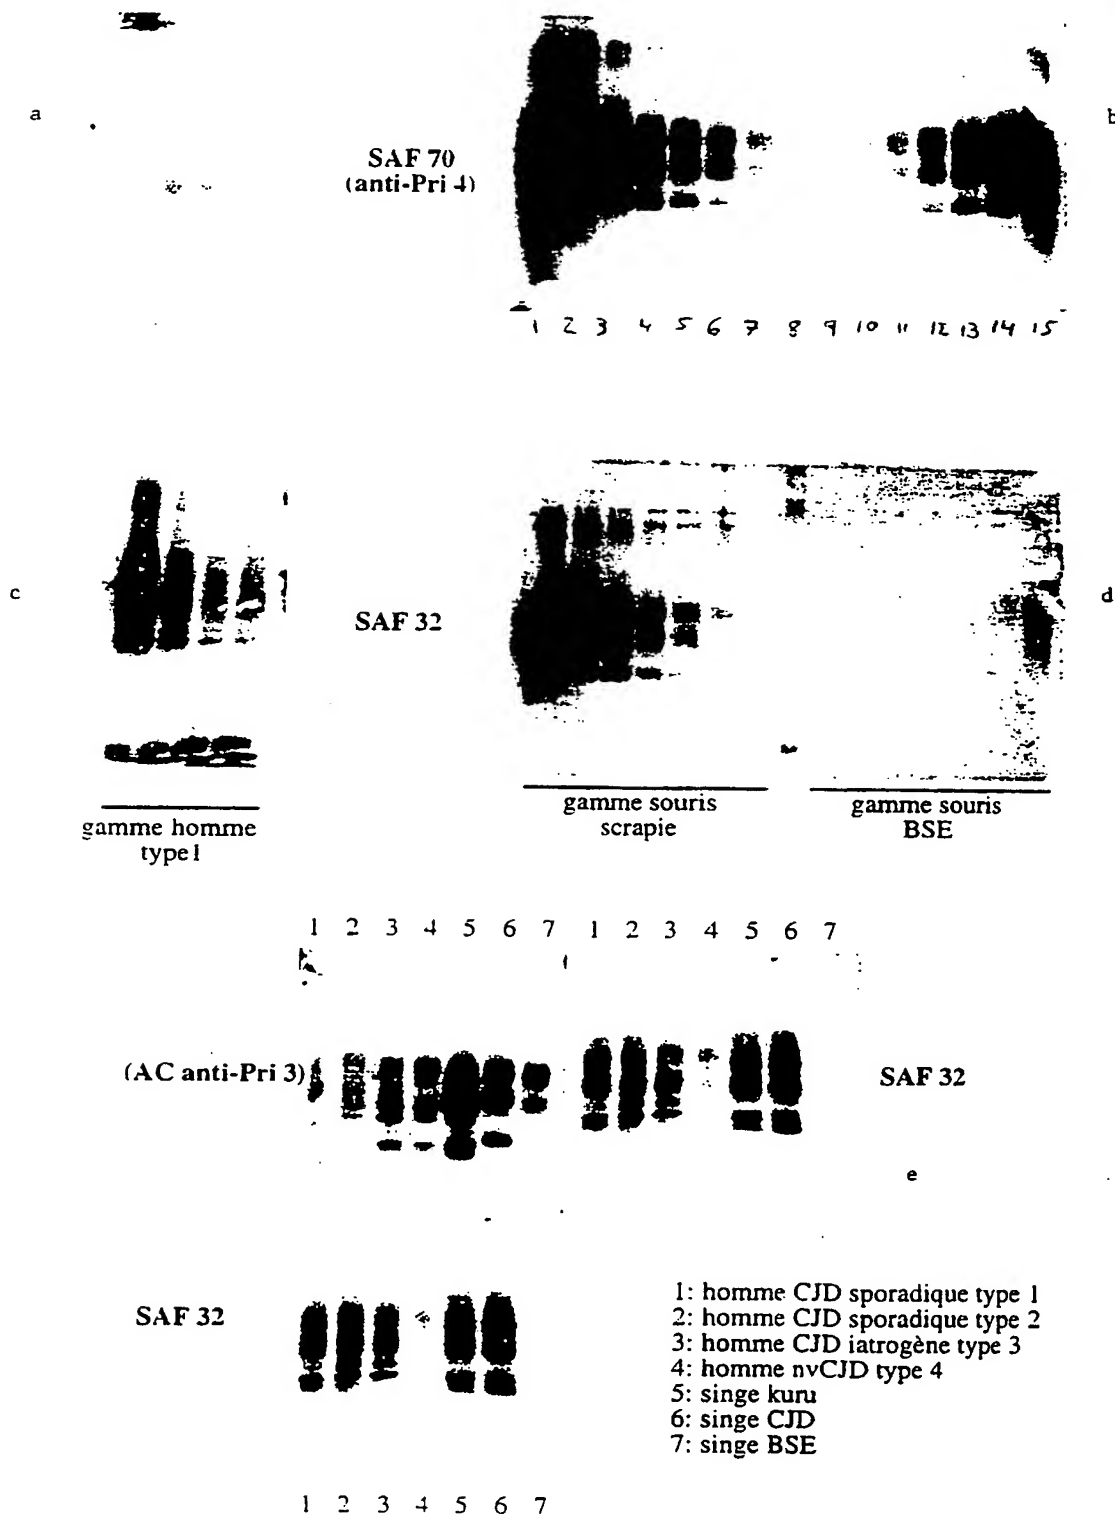 a
b
SAF 70
(anti-Pri 4)
1 2 3 4 5 6 7 8 9 10 11 12 13 14 15
c
SAF 32
d
gamme homme
type 1
gamme souris
scrapie
gamme souris
BSE
1 2 3 4 5 6 7 1 2 3 4 5 6 7
(AC anti-Pri 3)
SAF 32
e
SAF 32
1: homme CJD sporadique type 1
2: homme CJD sporadique type 2
3: homme CJD iatrogène type 3
4: homme nvCJD type 4
5: singe kuru
6: singe CJD
7: singe BSE
1 2 3 4 5 6 7